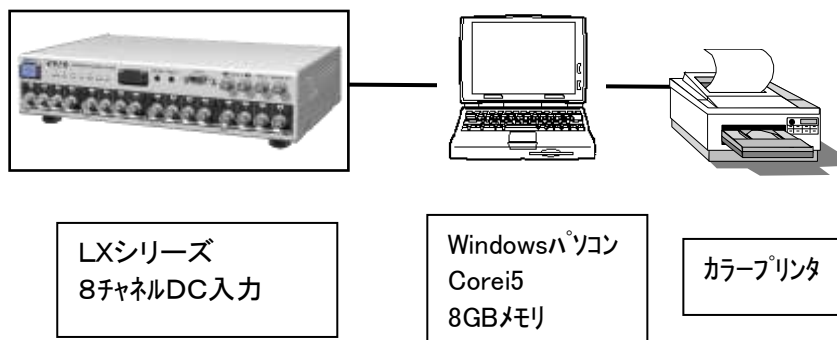 LXシリーズ
8チャネルDC入力
Windowsパソコン
Corei5
8GBメモリ
カラープリンタ